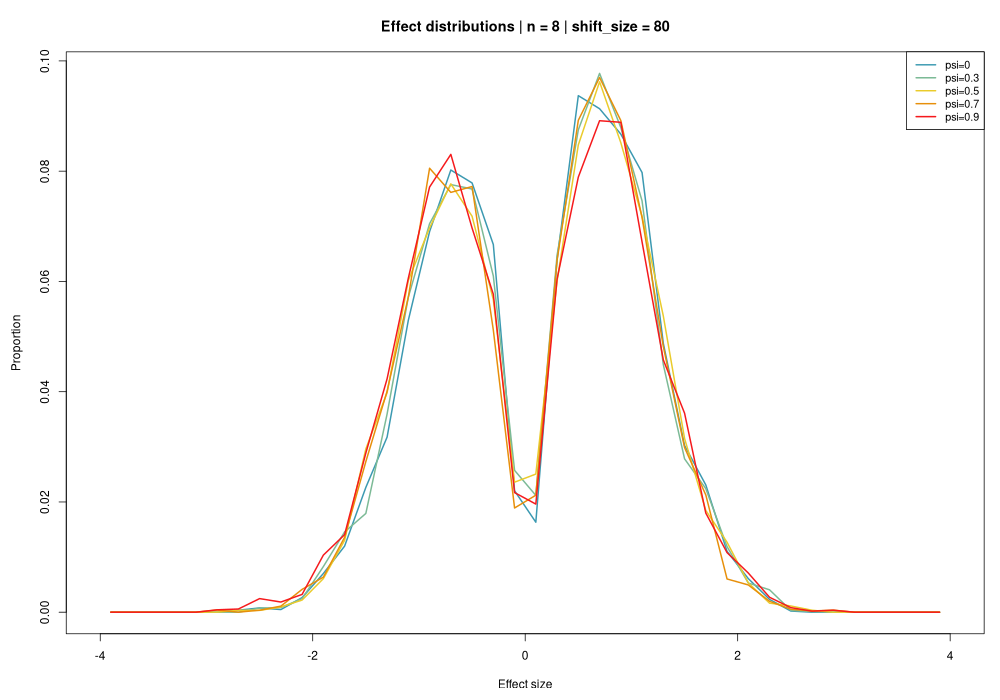 Effect distributions | n = 8 | shift_size = 80
psi=0
psi=0.3
psi=0.5
psi=0.7
psi=0.9
Proportion
0.10
0.08
0.06
0.04
0.02
0.00
-4 -2 0 2 4
Effect size